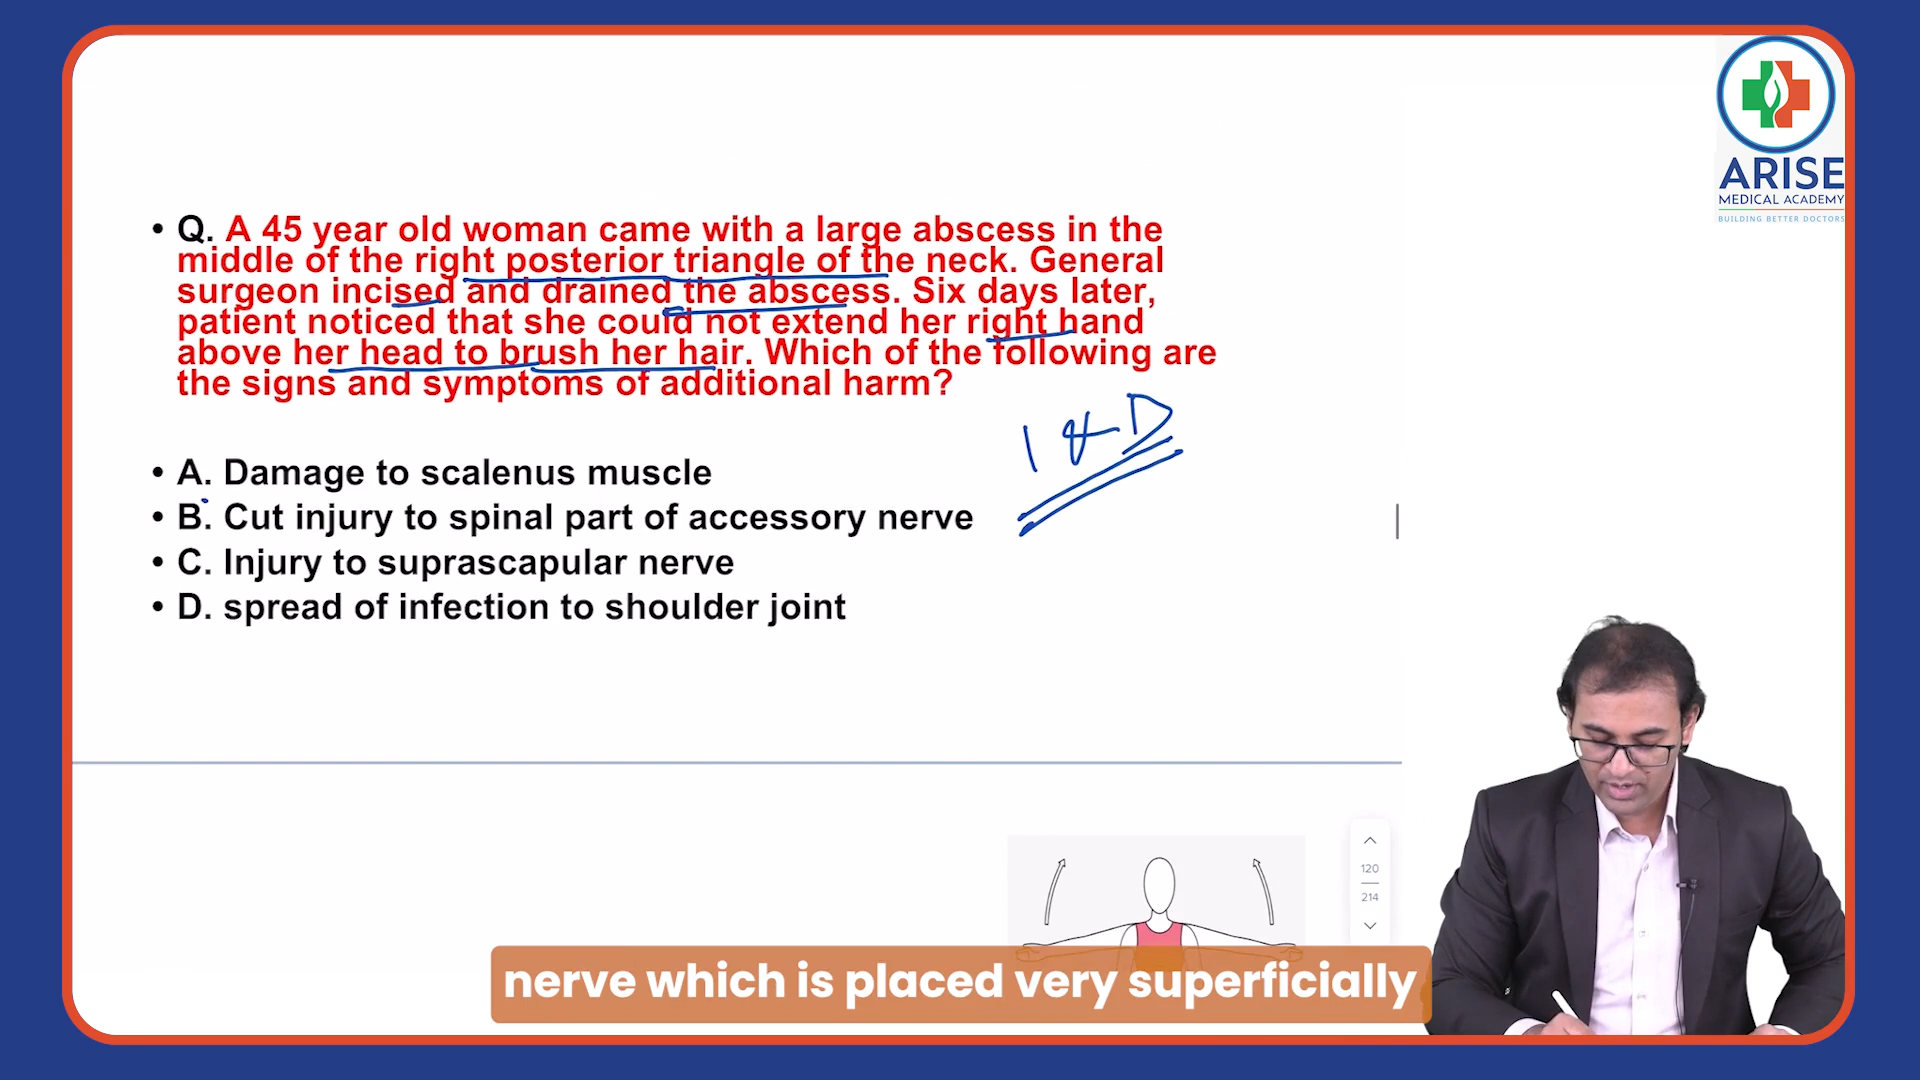 ARISE
MEDICAL ACADEMY
BUILDING BETTER DOCTORS
• Q. A 45 year old woman came with a large abscess in the
middle of the right posterior triangle of the neck. General
surgeon incised and drained the abscess. Six days later,
patient noticed that she could not extend her right hand
above her head to brush her hair. Which of the following are
the signs and symptoms of additional harm?
I & D
• A. Damage to scalenus muscle
• B. Cut injury to spinal part of accessory nerve
• C. Injury to suprascapular nerve
• D. spread of infection to shoulder joint
120
214
nerve which is placed very superficially